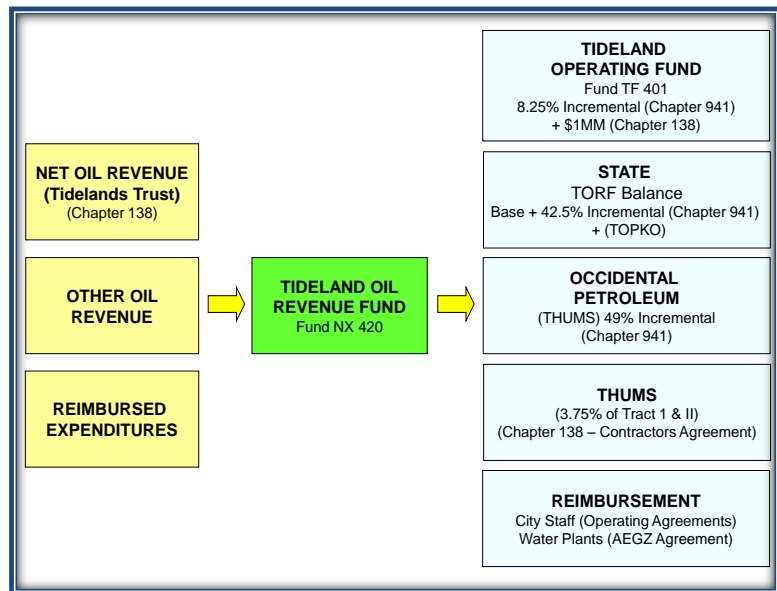 NET OIL REVENUE
(Tidelands Trust)
(Chapter 138)
OTHER OIL
REVENUE
REIMBURSED
EXPENDITURES
TIDELAND OIL
REVENUE FUND
Fund NX 420
TIDELAND
OPERATING FUND
Fund TF 401
8.25% Incremental (Chapter 941)
+ $1MM (Chapter 138)
STATE
TORF Balance
Base + 42.5% Incremental (Chapter 941)
+ (TOPKO)
OCCIDENTAL
PETROLEUM
(THUMS) 49% Incremental
(Chapter 941)
THUMS
(3.75% of Tract 1 & II)
(Chapter 138 – Contractors Agreement)
REIMBURSEMENT
City Staff (Operating Agreements)
Water Plants (AEGZ Agreement)